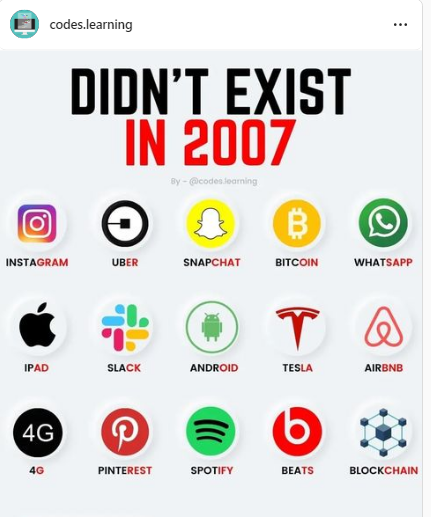 codes.learning
DIDN'T EXIST
IN 2007
By - @codes.learning
INSTAGRAM UBER SNAPCHAT BITCOIN WHATSAPP
IPAD SLACK ANDROID TESLA AIRBNB
4G
4G PINTEREST SPOTIFY BEATS BLOCKCHAIN